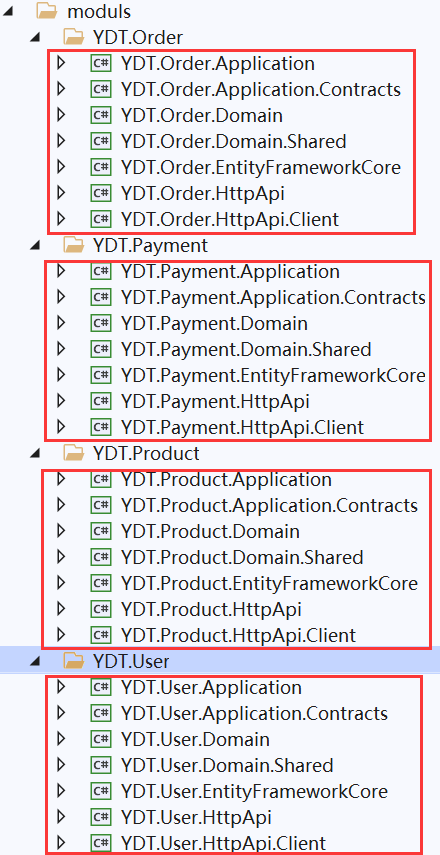 moduls
YDT.Order
C# YDT.Order.Application
C# YDT.Order.Application.Contracts
C# YDT.Order.Domain
C# YDT.Order.Domain.Shared
C# YDT.Order.EntityFrameworkCore
C# YDT.Order.HttpApi
C# YDT.Order.HttpApi.Client
YDT.Payment
C# YDT.Payment.Application
C# YDT.Payment.Application.Contracts
C# YDT.Payment.Domain
C# YDT.Payment.Domain.Shared
C# YDT.Payment.EntityFrameworkCore
C# YDT.Payment.HttpApi
C# YDT.Payment.HttpApi.Client
YDT.Product
C# YDT.Product.Application
C# YDT.Product.Application.Contracts
C# YDT.Product.Domain
C# YDT.Product.Domain.Shared
C# YDT.Product.EntityFrameworkCore
C# YDT.Product.HttpApi
C# YDT.Product.HttpApi.Client
YDT.User
C# YDT.User.Application
C# YDT.User.Application.Contracts
C# YDT.User.Domain
C# YDT.User.Domain.Shared
C# YDT.User.EntityFrameworkCore
C# YDT.User.HttpApi
C# YDT.User.HttpApi.Client